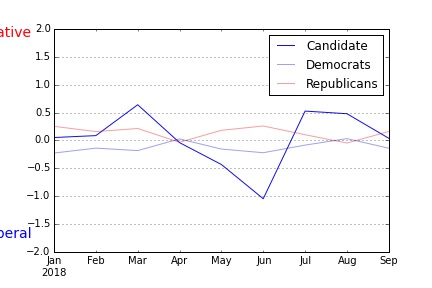 ative
beral
2.0
1.5
1.0
0.5
0.0
−0.5
−1.0
−1.5
−2.0
Candidate
Democrats
Republicans
Jan Feb Mar Apr May Jun Jul Aug Sep
2018